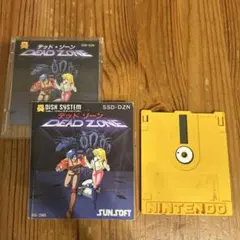 デッド・ゾーン
DEAD ZONE
DISK SYSTEM
SSD-DZN
デッド ゾーン
DEAD ZONE
SUNSOFT
NINTENDO